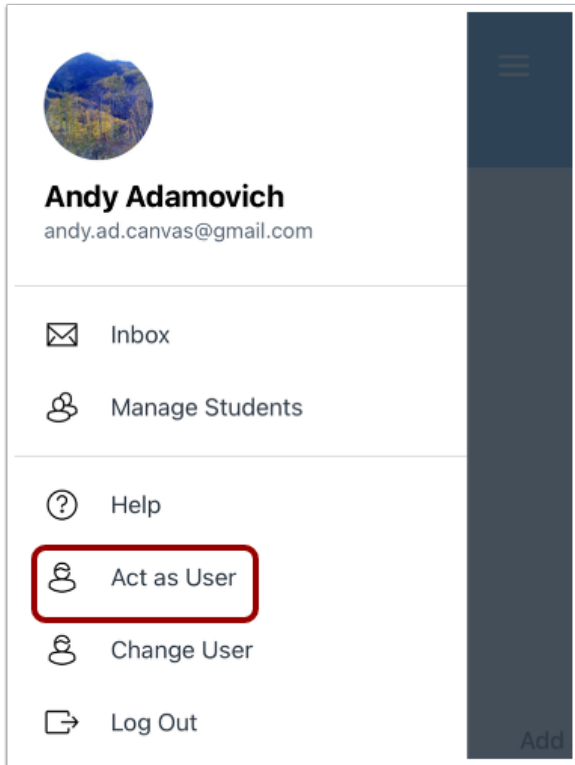 Andy Adamovich
andy.ad.canvas@gmail.com
Inbox
Manage Students
Help
Act as User
Change User
Log Out
Add